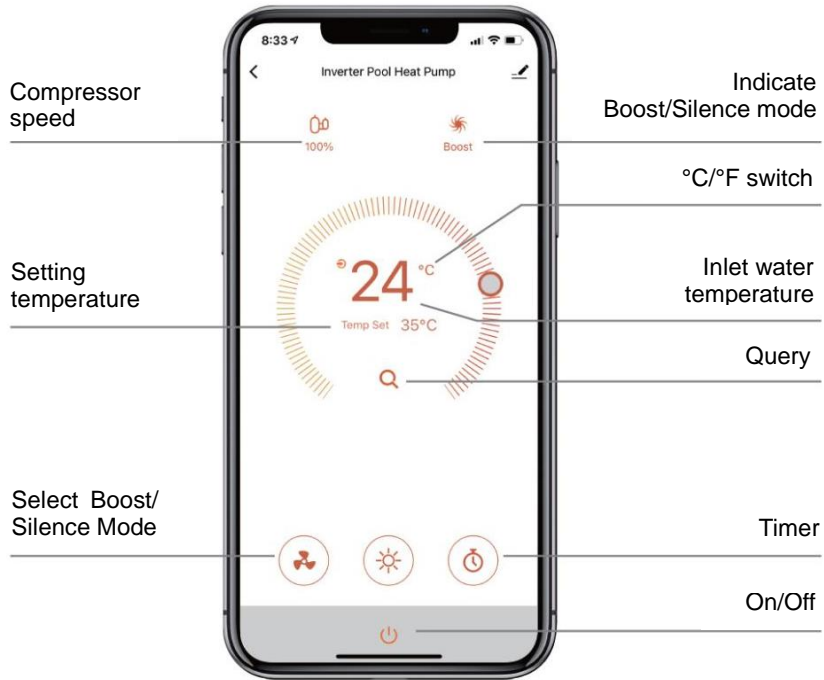 8:33
Inverter Pool Heat Pump
Compressor
speed
Indicate
Boost/Silence mode
100%
Boost
°C/°F switch
Setting
temperature
24 °C
Inlet water
temperature
Temp Set 35°C
Query
Select Boost/
Silence Mode
Timer
On/Off